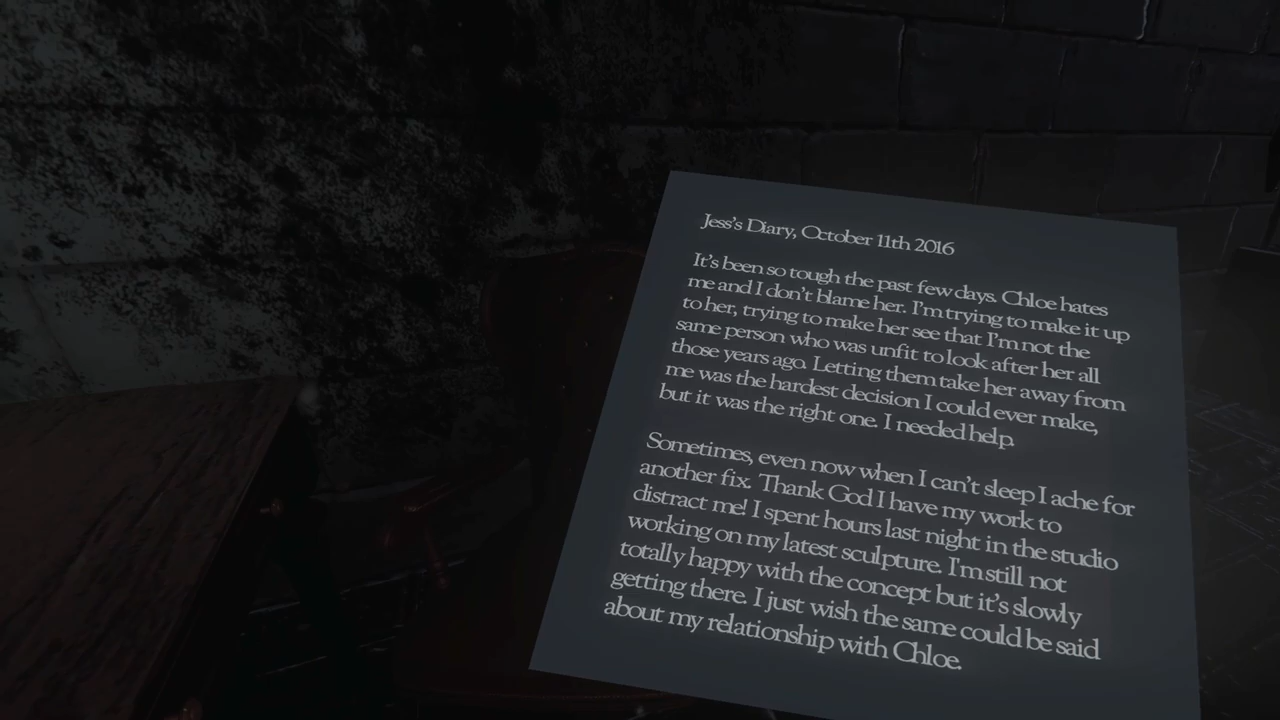 Jess's Diary, October 11th 2016
It's been so tough the past few days. Chloe hates
me and I don't blame her. I'm trying to make it up
to her, trying to make her see that I'm not the
same person who was unfit to look after her all
those years ago. Letting them take her away from
me was the hardest decision I could ever make,
but it was the right one. I needed help.
Sometimes, even now when I can't sleep I ache for
another fix. Thank God I have my work to
distract me! I spent hours last night in the studio
working on my latest sculpture. I'm still not
totally happy with the concept but it's slowly
getting there. I just wish the same could be said
about my relationship with Chloe.